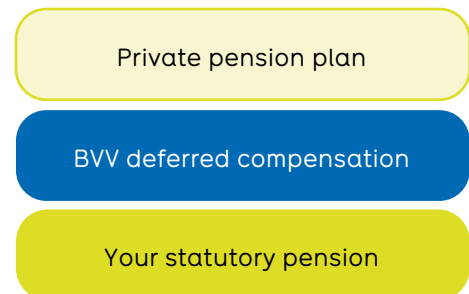 Private pension plan
BVV deferred compensation
Your statutory pension